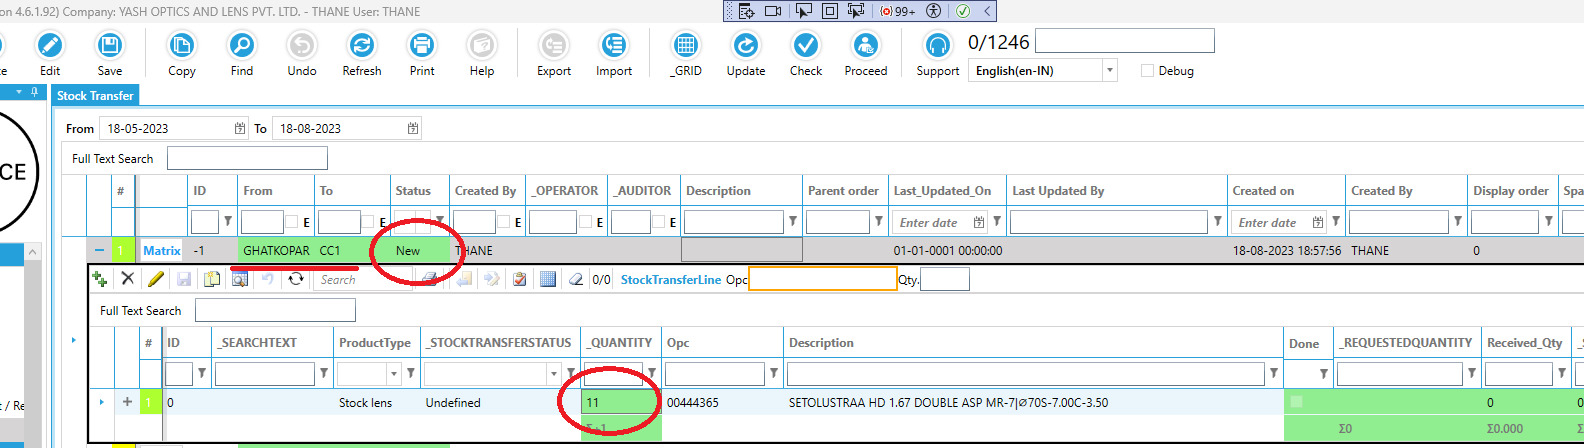 on 4.6.1.92) Company: YASH OPTICS AND LENS PVT. LTD. - THANE User: THANE
99+
0/1246
Edit Save Copy Find Undo Refresh Print Help Export Import _GRID Update Check Proceed Support English(en-IN) Debug
Stock Transfer
From 18-05-2023 To 18-08-2023
CE
Full Text Search
# ID From To Status Created By _OPERATOR _AUDITOR Description Parent order Last_Updated_On Last Updated By Created on Created By Display order Spa
E E E E E Enter date Enter date
1 Matrix -1 GHATKOPAR CC1 New THANE 01-01-0001 00:00:00 18-08-2023 18:57:56 THANE 0
Search 0/0 StockTransferLine Opc Qty.
Full Text Search
# ID _SEARCHTEXT ProductType _STOCKTRANSFERSTATUS _QUANTITY Opc Description Done _REQUESTEDQUANTITY Received_Qty
1 0 Stock lens Undefined 11 00444365 SETOLUSTRAA HD 1.67 DOUBLE ASP MR-7|∅70S-7.00C-3.50 0 0
t / Re
Σ0 Σ0.000